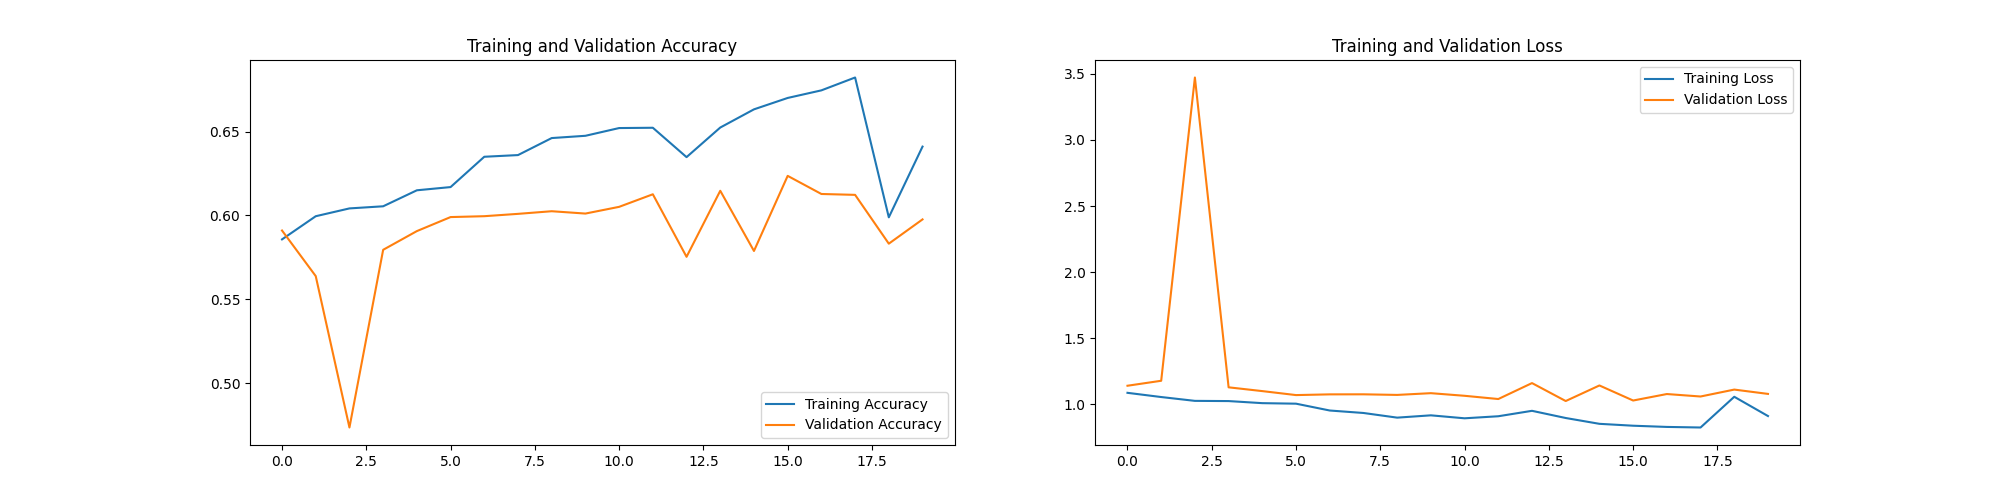 Training and Validation Accuracy
0.65
0.60
0.55
0.50
Training Accuracy
Validation Accuracy
0.0 2.5 5.0 7.5 10.0 12.5 15.0 17.5
Training and Validation Loss
3.5
3.0
2.5
2.0
1.5
1.0
Training Loss
Validation Loss
0.0 2.5 5.0 7.5 10.0 12.5 15.0 17.5